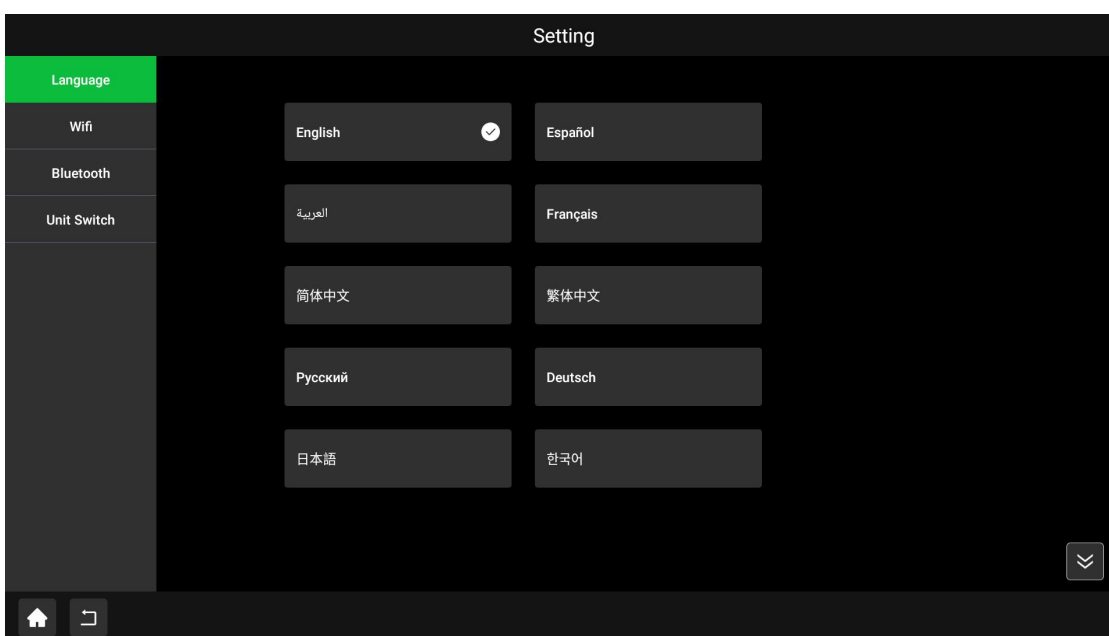 Setting
Language
Wifi
Bluetooth
Unit Switch
English
Español
العربية
Français
简体中文
繁体中文
Русский
Deutsch
日本語
한국어